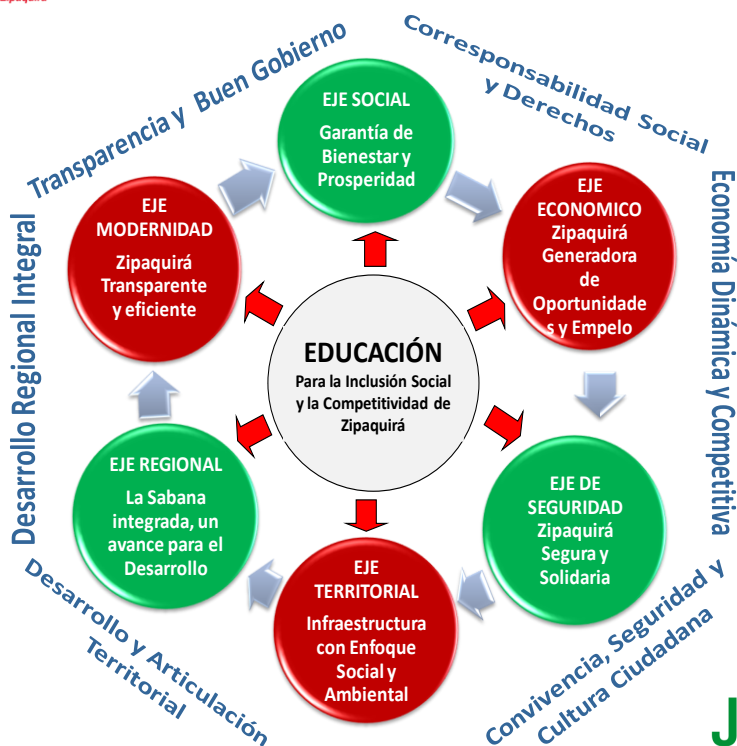 Zipaquirá
Transparencia y Buen Gobierno
Corresponsabilidad Social
y Derechos
EJE SOCIAL
Garantía de
Bienestar y
Prosperidad
EJE
MODERNIDAD
Zipaquirá
Transparente
y eficiente
EJE
ECONOMICO
Zipaquirá
Generadora
de
Oportunidade
s y Empelo
Desarrollo Regional Integral
Economía Dinámica y Competitiva
EDUCACIÓN
Para la Inclusión Social
y la Competitividad de
Zipaquirá
EJE REGIONAL
La Sabana
integrada, un
avance para el
Desarrollo
EJE DE
SEGURIDAD
Zipaquirá
Segura y
Solidaria
EJE
TERRITORIAL
Infraestructura
con Enfoque
Social y
Ambiental
Desarrollo y Articulación
Territorial
Convivencia, Seguridad y
Cultura Ciudadana
J